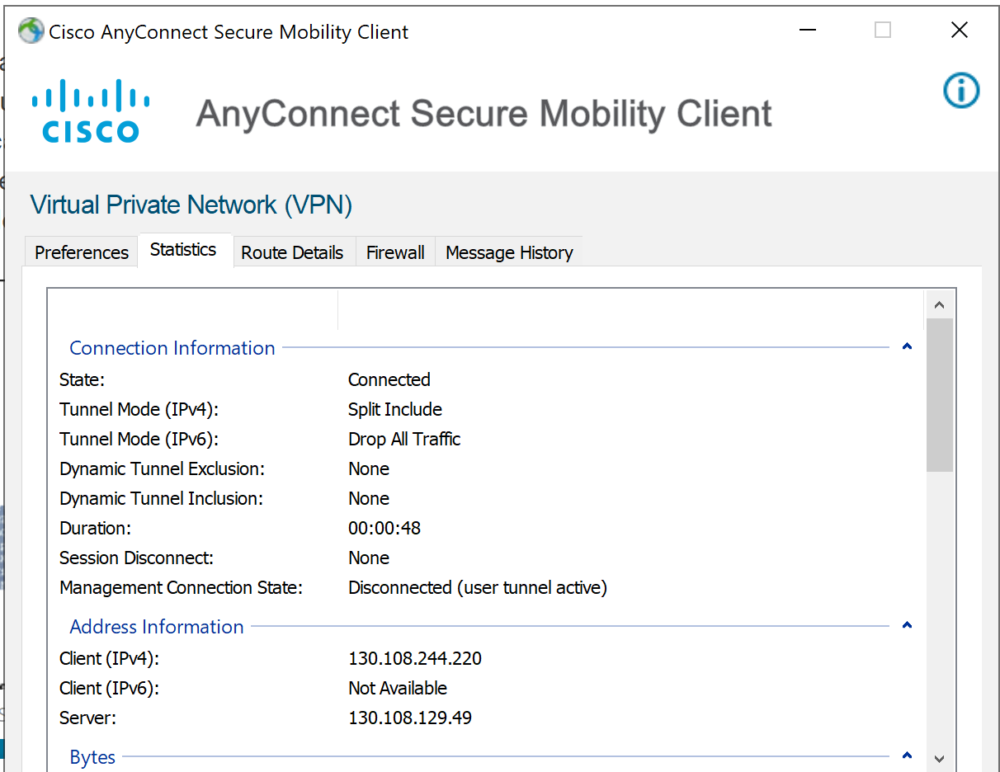 Cisco AnyConnect Secure Mobility Client
CISCO
AnyConnect Secure Mobility Client
Virtual Private Network (VPN)
Preferences Statistics Route Details Firewall Message History
Connection Information
State: Connected
Tunnel Mode (IPv4): Split Include
Tunnel Mode (IPv6): Drop All Traffic
Dynamic Tunnel Exclusion: None
Dynamic Tunnel Inclusion: None
Duration: 00:00:48
Session Disconnect: None
Management Connection State: Disconnected (user tunnel active)
Address Information
Client (IPv4): 130.108.244.220
Client (IPv6): Not Available
Server: 130.108.129.49
Bytes